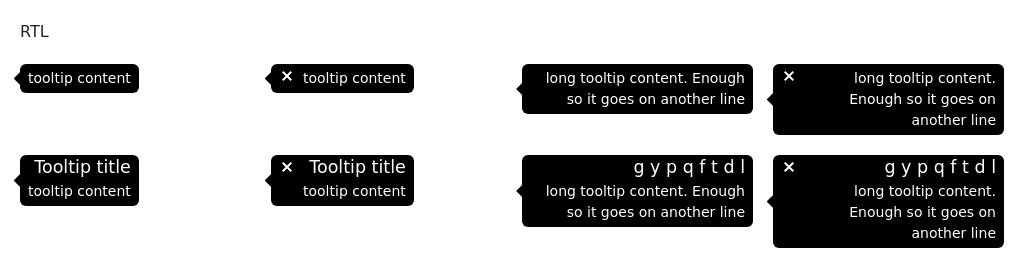 RTL
tooltip content
✕ tooltip content
long tooltip content. Enough
so it goes on another line
✕ long tooltip content.
Enough so it goes on
another line
Tooltip title
tooltip content
✕ Tooltip title
tooltip content
g y p q f t d l
long tooltip content. Enough
so it goes on another line
✕ g y p q f t d l
long tooltip content.
Enough so it goes on
another line